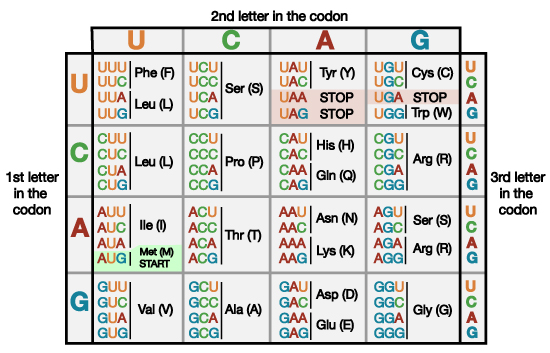 2nd letter in the codon
U C A G
1st letter
in the
codon
3rd letter
in the
codon
U
UUU
UUC
Phe (F)
UUA
UUG
Leu (L)
UCU
UCC
UCA
UCG
Ser (S)
UAU
UAC
Tyr (Y)
UAA STOP
UAG STOP
UGU
UGC
Cys (C)
UGA STOP
UGG Trp (W)
U
C
A
G
C
CUU
CUC
CUA
CUG
Leu (L)
CCU
CCC
CCA
CCG
Pro (P)
CAU
CAC
His (H)
CAA
CAG
Gln (Q)
CGU
CGC
CGA
CGG
Arg (R)
U
C
A
G
A
AUU
AUC
AUA
Ile (I)
AUG
Met (M)
START
ACU
ACC
ACA
ACG
Thr (T)
AAU
AAC
Asn (N)
AAA
AAG
Lys (K)
AGU
AGC
Ser (S)
AGA
AGG
Arg (R)
U
C
A
G
G
GUU
GUC
GUA
GUG
Val (V)
GCU
GCC
GCA
GCG
Ala (A)
GAU
GAC
Asp (D)
GAA
GAG
Glu (E)
GGU
GGC
GGA
GGG
Gly (G)
U
C
A
G